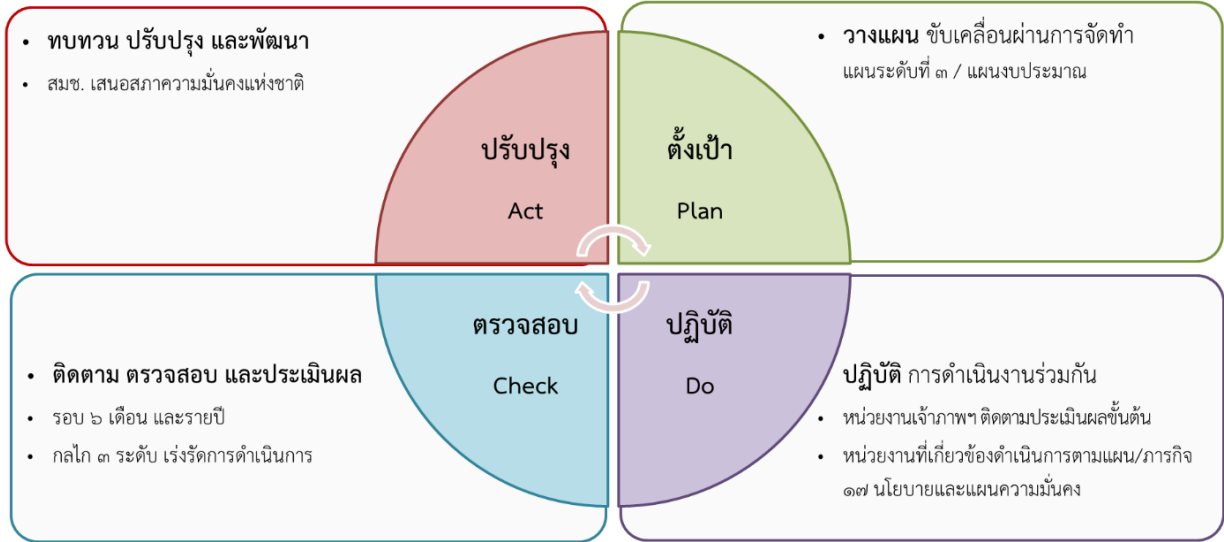 • ทบทวน ปรับปรุง และพัฒนา
• สมช. เสนอสภาความมั่นคงแห่งชาติ
ปรับปรุง
Act
• วางแผน ขับเคลื่อนผ่านการจัดทำ
แผนระดับที่ ๓ / แผนงบประมาณ
ตั้งเป้า
Plan
• ติดตาม ตรวจสอบ และประเมินผล
• รอบ ๖ เดือน และรายปี
• กลไก ๓ ระดับ เร่งรัดการดำเนินการ
ตรวจสอบ
Check
ปฏิบัติ
Do
ปฏิบัติ การดำเนินงานร่วมกัน
• หน่วยงานเจ้าภาพฯ ติดตามประเมินผลขั้นต้น
• หน่วยงานที่เกี่ยวข้องดำเนินการตามแผน/ภารกิจ
๑๗ นโยบายและแผนความมั่นคง